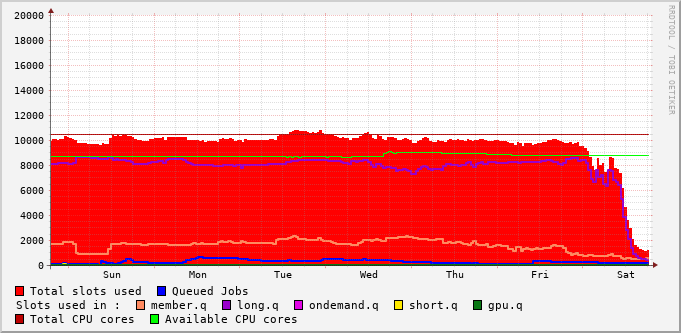 20000
18000
16000
14000
12000
10000
8000
6000
4000
2000
0
Sun Mon Tue Wed Thu Fri Sat
Total slots used Queued Jobs
Slots used in : member.q long.q ondemand.q short.q gpu.q
Total CPU cores Available CPU cores
RRDTOOL / TOBI OETIKER